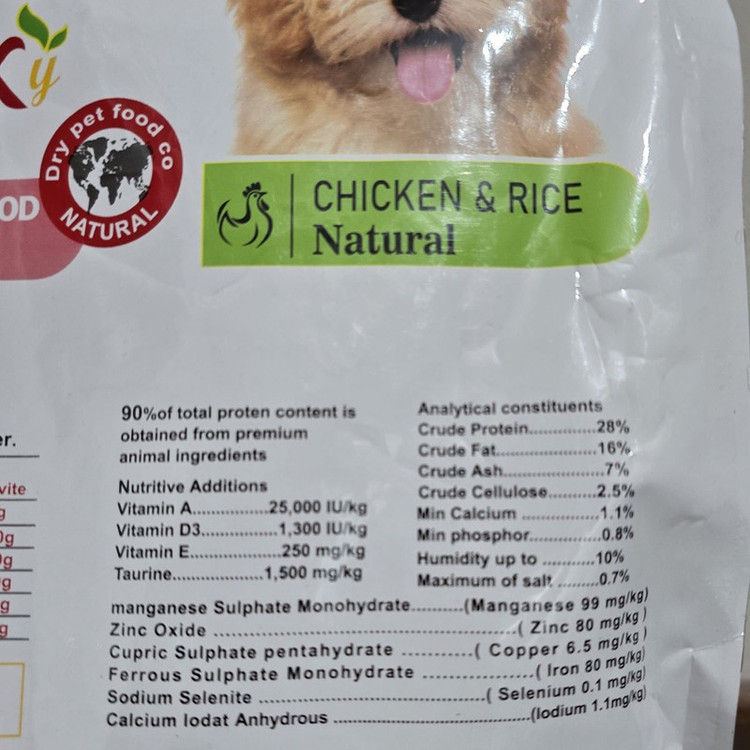 y
Dry pet food co
NATURAL
OD
CHICKEN & RICE
Natural
90%of total proten content is
obtained from premium
animal ingredients
Nutritive Additions
Vitamin A.................25,000 IU/kg
Vitamin D3..............1,300 IU/kg
Vitamin E.................250 mg/kg
Taurine.................1,500 mg/kg
Analytical constituents
Crude Protein..............28%
Crude Fat.....................16%
Crude Ash.....................7%
Crude Cellulose..........2.5%
Min Calcium ................1.1%
Min phosphor...............0.8%
Humidity up to ...........10%
Maximum of salt .........0.7%
manganese Sulphate Monohydrate..........(Manganese 99 mg/kg)
Zinc Oxide ......................................................( Zinc 80 mg/kg )
Cupric Sulphate pentahydrate ............( Copper 6.5 mg/kg )
Ferrous Sulphate Monohydrate ...................( Iron 80 mg/kg)
Sodium Selenite .......................................( Selenium 0.1 mg/kg)
Calcium Iodat Anhydrous ..................................(Iodium 1.1mg/kg)
er.
vite
g
0g
g
g
g
g